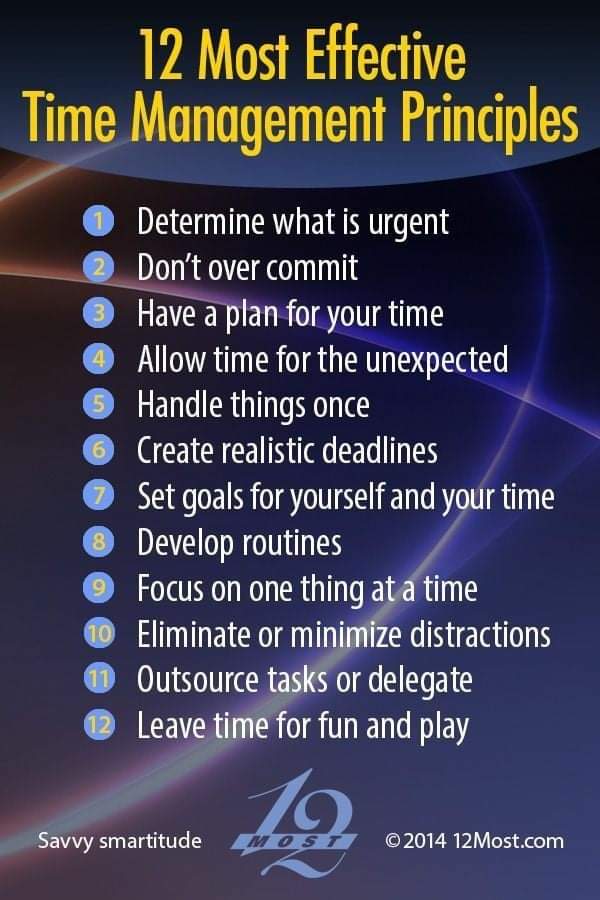 12 Most Effective
Time Management Principles
1 Determine what is urgent
2 Don't over commit
3 Have a plan for your time
4 Allow time for the unexpected
5 Handle things once
6 Create realistic deadlines
7 Set goals for yourself and your time
8 Develop routines
9 Focus on one thing at a time
10 Eliminate or minimize distractions
11 Outsource tasks or delegate
12 Leave time for fun and play
Savvy smartitude
12
MOST
© 2014 12Most.com